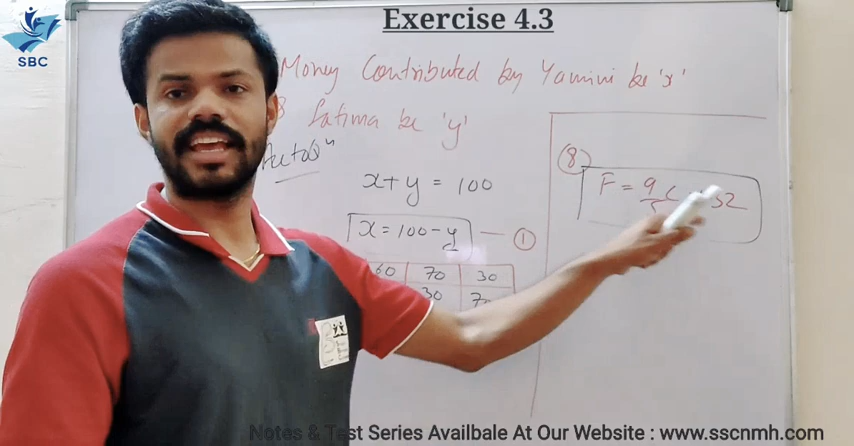 Exercise 4.3
SBC
Money Contributed by Yamini be 'x'
& fatima be 'y'
x + y = 100
x = 100 - y — ①
60 70 30
30
⑧
F = 9 C 32
Notes & Test Series Availbale At Our Website : www.sscnmh.com